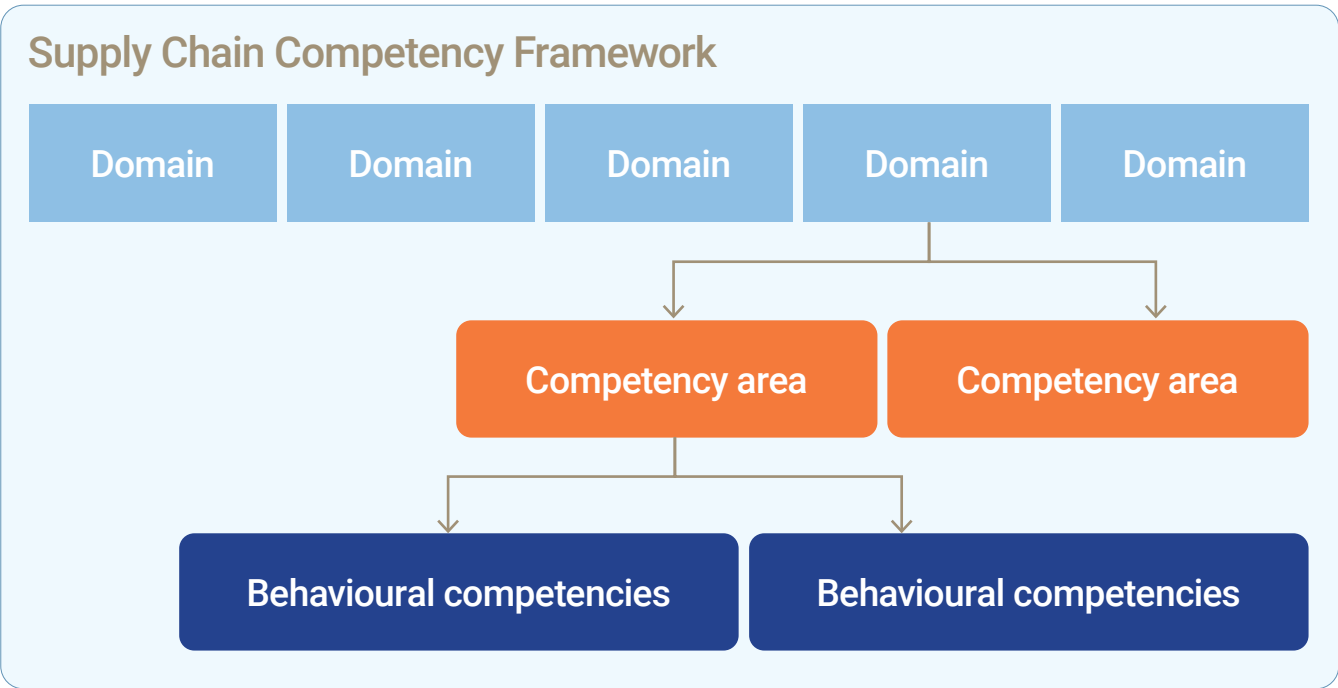 Supply Chain Competency Framework
Domain
Domain
Domain
Domain
Domain
Competency area
Competency area
Behavioural competencies
Behavioural competencies